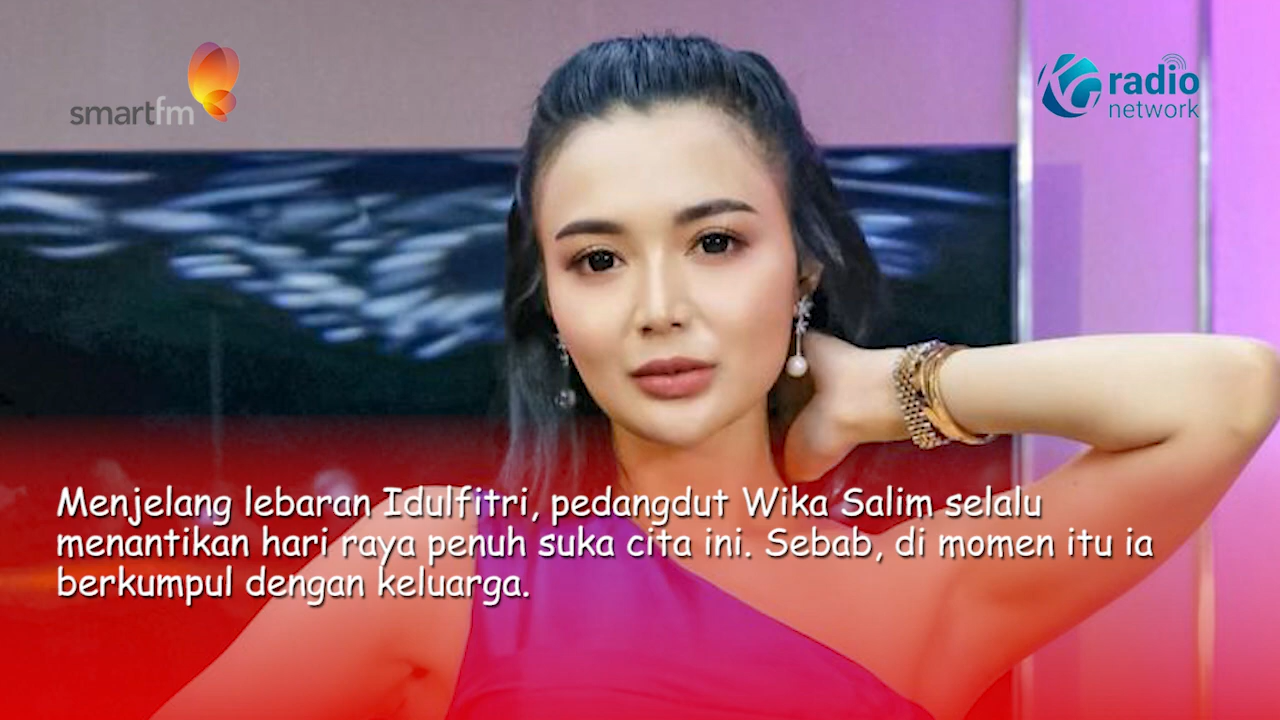 smartfm
KG radio
network
Menjelang lebaran Idulfitri, pedangdut Wika Salim selalu
menantikan hari raya penuh suka cita ini. Sebab, di momen itu ia
berkumpul dengan keluarga.